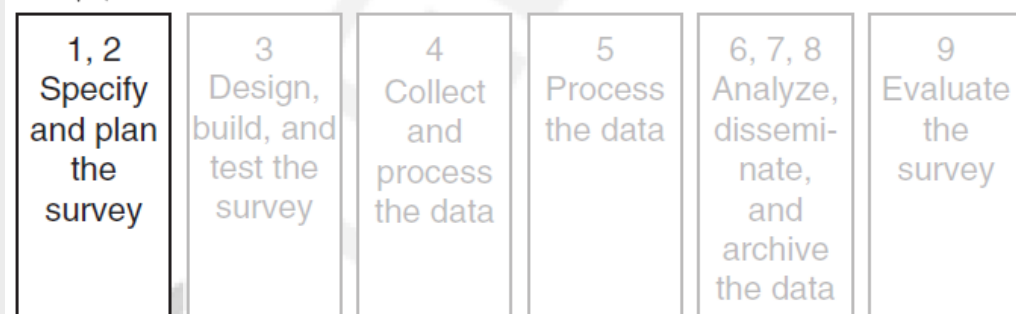 1, 2
Specify
and plan
the
survey
3
Design,
build, and
test the
survey
4
Collect
and
process
the data
5
Process
the data
6, 7, 8
Analyze,
dissemi-
nate,
and
archive
the data
9
Evaluate
the
survey